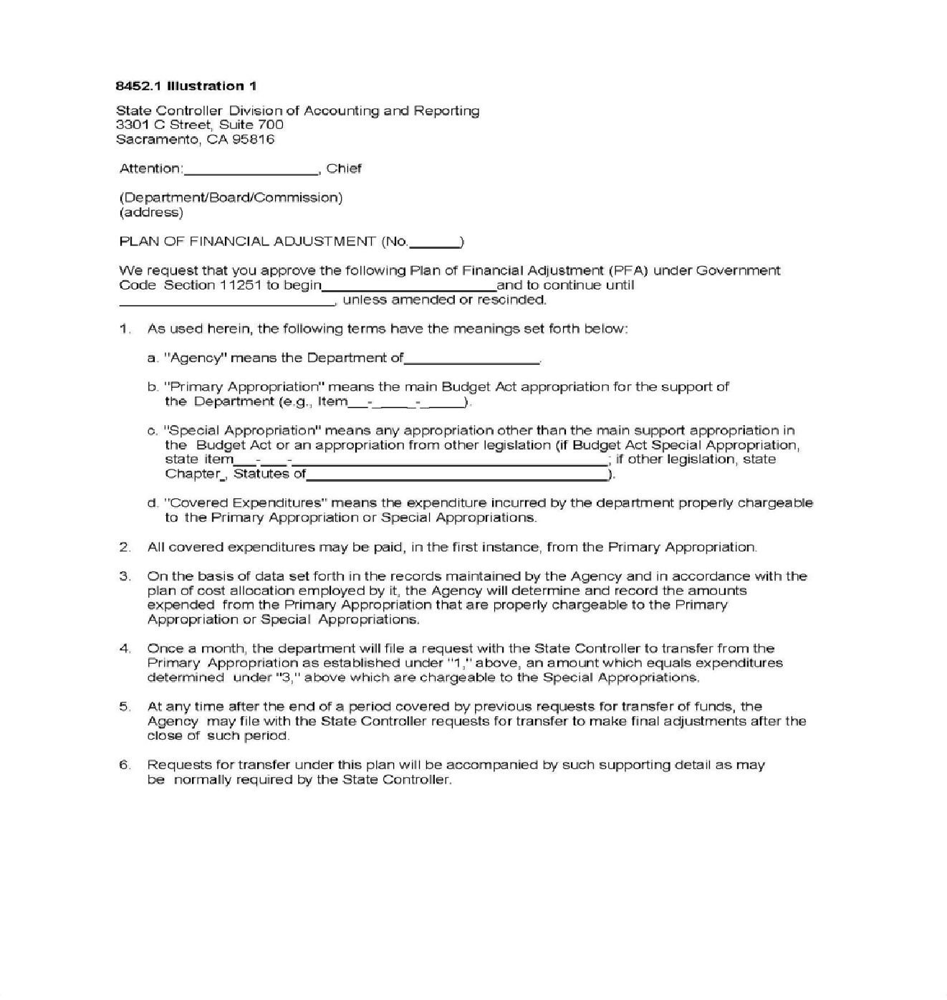 8452.1 Illustration 1
State Controller Division of Accounting and Reporting
3301 C Street, Suite 700
Sacramento, CA 95816
Attention:_________________, Chief
(Department/Board/Commission)
(address)
PLAN OF FINANCIAL ADJUSTMENT (No.______)
We request that you approve the following Plan of Financial Adjustment (PFA) under Government
Code Section 11251 to begin______________________and to continue until
___________________________, unless amended or rescinded.
1. As used herein, the following terms have the meanings set forth below:
a. "Agency" means the Department of_________________.
b. "Primary Appropriation" means the main Budget Act appropriation for the support of
the Department (e.g., Item___-______-_____).
c. "Special Appropriation" means any appropriation other than the main support appropriation in
the Budget Act or an appropriation from other legislation (if Budget Act Special Appropriation,
state item___-____-________________________________________; if other legislation, state
Chapter_, Statutes of______________________________________).
d. "Covered Expenditures" means the expenditure incurred by the department properly chargeable
to the Primary Appropriation or Special Appropriations.
2. All covered expenditures may be paid, in the first instance, from the Primary Appropriation.
3. On the basis of data set forth in the records maintained by the Agency and in accordance with the
plan of cost allocation employed by it, the Agency will determine and record the amounts
expended from the Primary Appropriation that are properly chargeable to the Primary
Appropriation or Special Appropriations.
4. Once a month, the department will file a request with the State Controller to transfer from the
Primary Appropriation as established under "1," above, an amount which equals expenditures
determined under "3," above which are chargeable to the Special Appropriations.
5. At any time after the end of a period covered by previous requests for transfer of funds, the
Agency may file with the State Controller requests for transfer to make final adjustments after the
close of such period.
6. Requests for transfer under this plan will be accompanied by such supporting detail as may
be normally required by the State Controller.